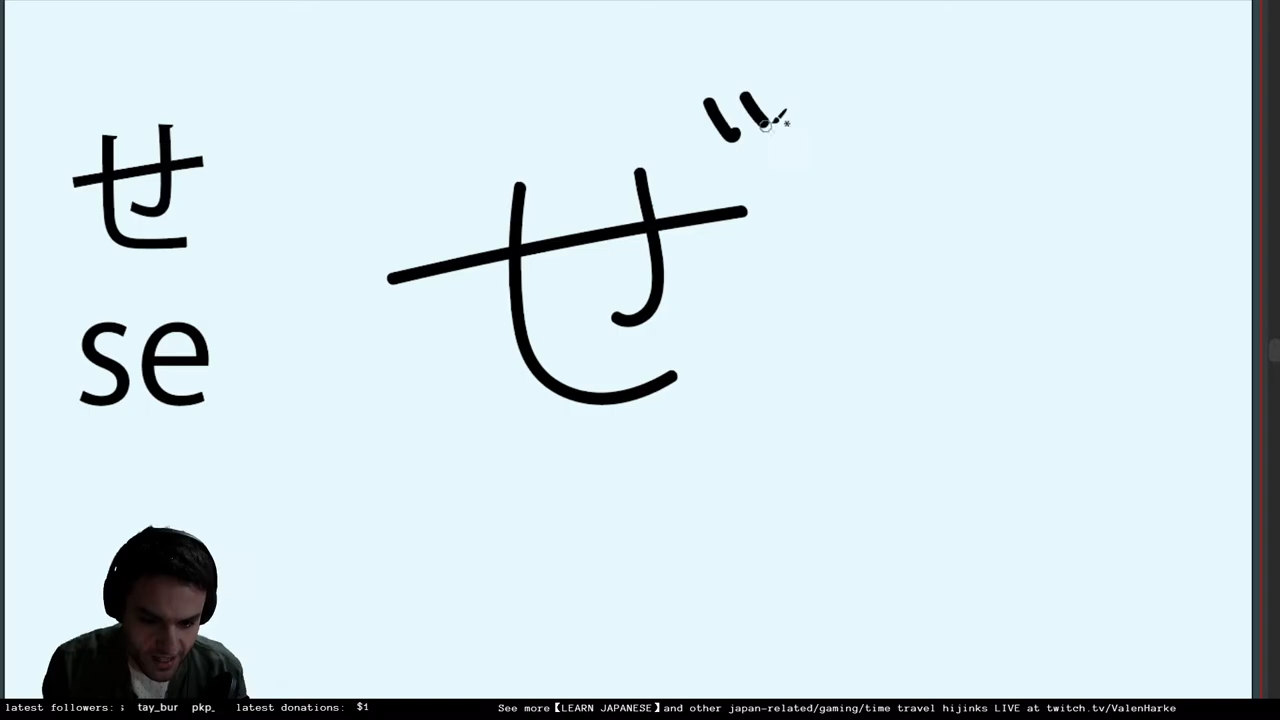 せ
se
ぜ
latest followers: ; tay_bur pkp_ latest donations: $1 See more【LEARN JAPANESE】and other japan-related/gaming/time travel hijinks LIVE at twitch.tv/ValenHarke